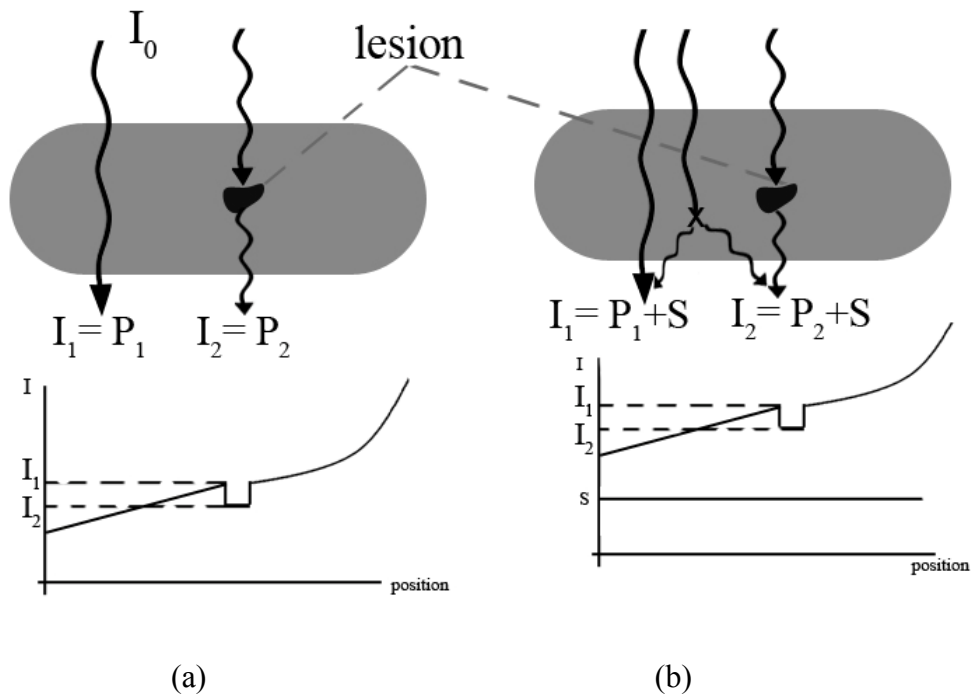 I₀
lesion
I₁= P₁
I₂= P₂
I₁= P₁+S
I₂= P₂+S
I
I₁
I₂
position
I
I₁
I₂
S
position
(a)
(b)